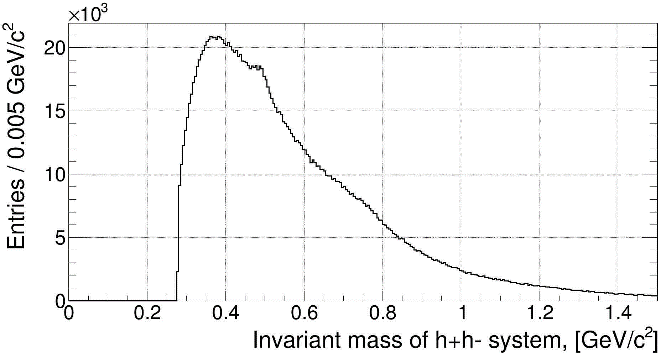 ×10³
20
15
10
5
0
Entries / 0.005 GeV/c²
0 0.2 0.4 0.6 0.8 1 1.2 1.4
Invariant mass of h+h- system, [GeV/c²]